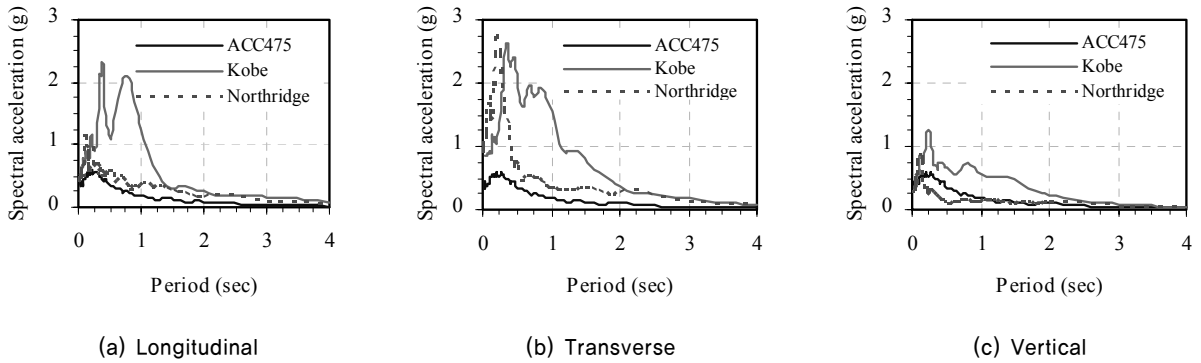 Spectral acceleration (g)
3
2
1
0
ACC475
Kobe
Northridge
0 1 2 3 4
Period (sec)
(a) Longitudinal
Spectral acceleration (g)
3
2
1
0
ACC475
Kobe
Northridge
0 1 2 3 4
Period (sec)
(b) Transverse
Spectral acceleration (g)
3
2
1
0
ACC475
Kobe
Northridge
0 1 2 3 4
Period (sec)
(c) Vertical